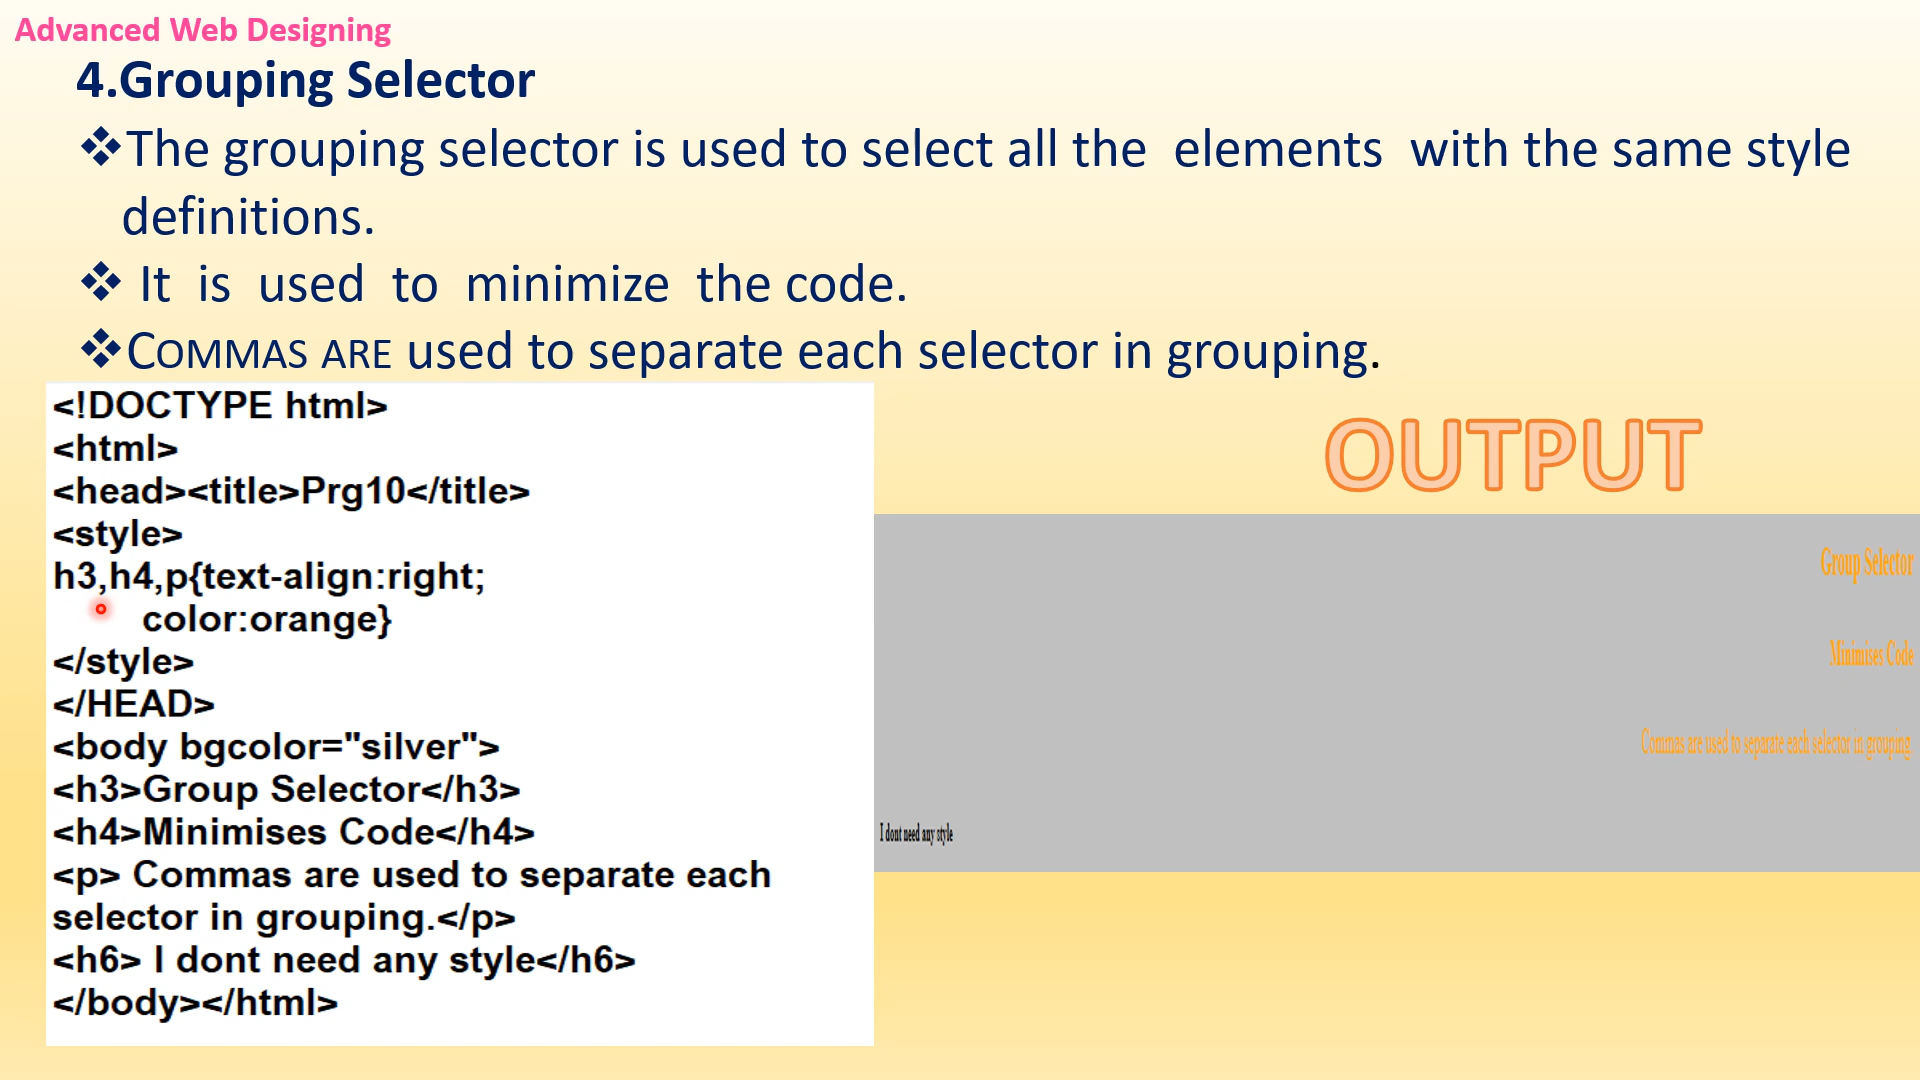 Advanced Web Designing
4.Grouping Selector
❖The grouping selector is used to select all the elements with the same style
definitions.
❖ It is used to minimize the code.
❖COMMAS ARE used to separate each selector in grouping.
<!DOCTYPE html>
<html>
<head><title>Prg10</title>
<style>
h3,h4,p{text-align:right;
color:orange}
</style>
</HEAD>
<body bgcolor="silver">
<h3>Group Selector</h3>
<h4>Minimises Code</h4>
<p> Commas are used to separate each
selector in grouping.</p>
<h6> I dont need any style</h6>
</body></html>
OUTPUT
Group Selector
Minimises Code
Commas are used to separate each selector in grouping.
I dont need any style